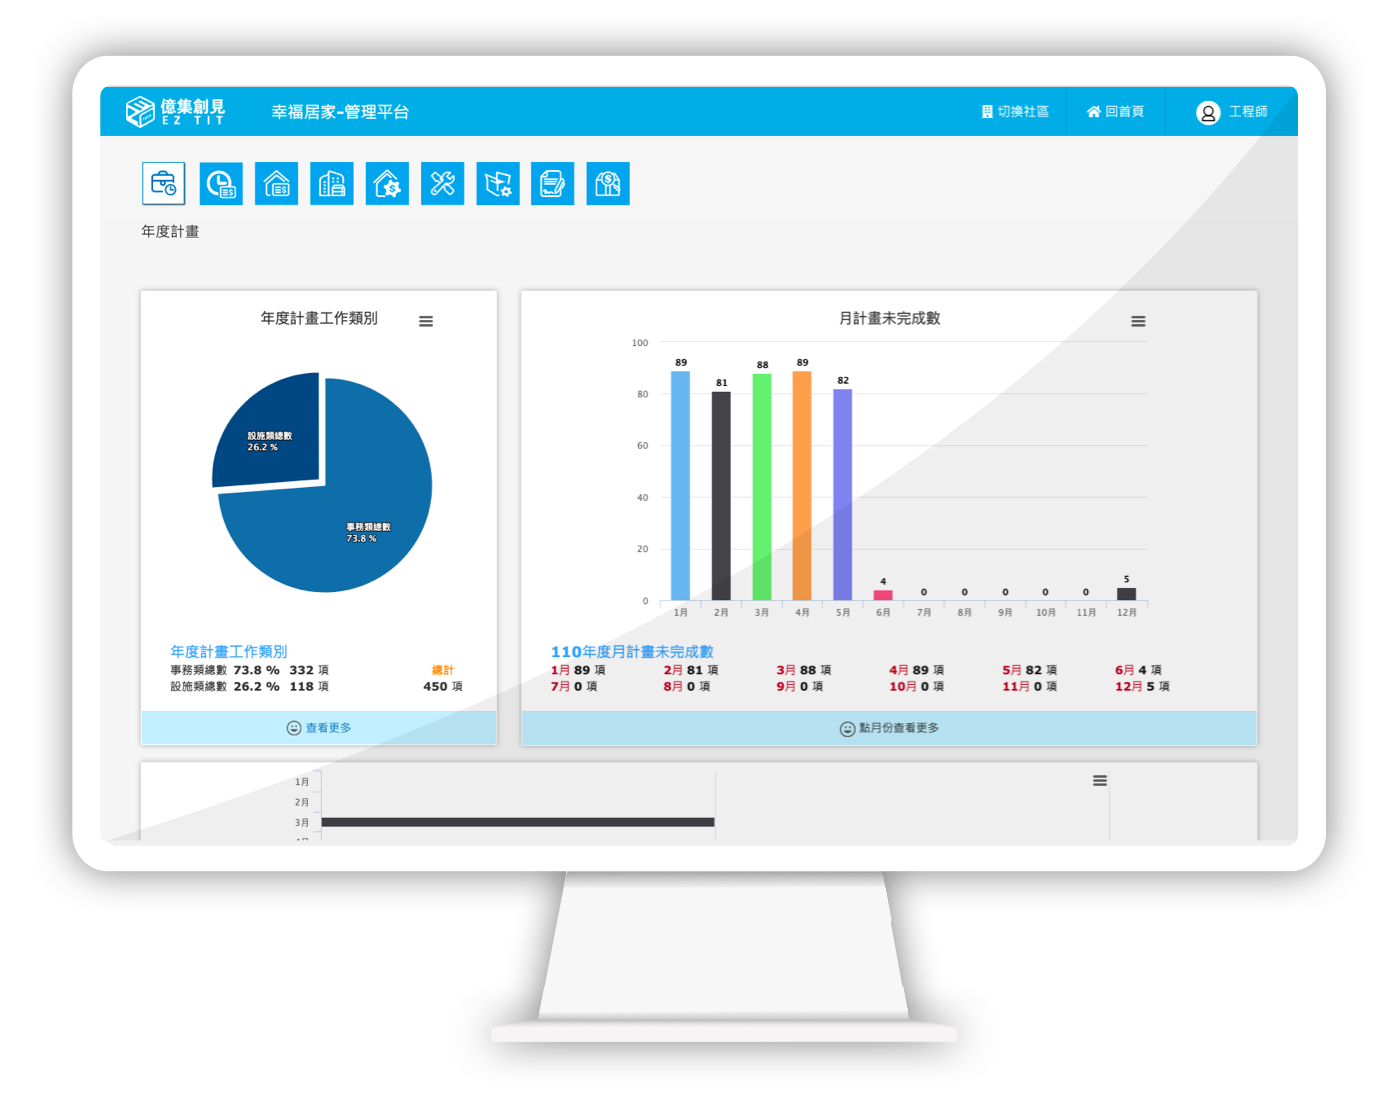 億集創見
EZ TIT
幸福居家-管理平台
切換社區
回首頁
工程師
年度計畫
年度計畫工作類別
設施類總數
26.2 %
事務類總數
73.8 %
年度計畫工作類別
事務類總數 73.8 % 332 項 總計
設施類總數 26.2 % 118 項 450 項
查看更多
月計畫未完成數
100
80
60
40
20
0
89 81 88 89 82 4 0 0 0 0 0 5
1月 2月 3月 4月 5月 6月 7月 8月 9月 10月 11月 12月
110年度月計畫未完成數
1月 89 項 2月 81 項 3月 88 項 4月 89 項 5月 82 項 6月 4 項
7月 0 項 8月 0 項 9月 0 項 10月 0 項 11月 0 項 12月 5 項
點月份查看更多
1月
2月
3月